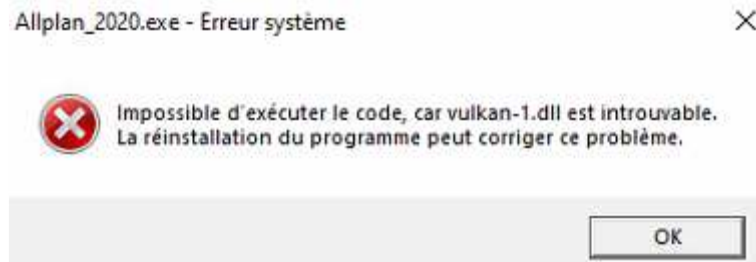 Allplan_2020.exe - Erreur système
Impossible d'exécuter le code, car vulkan-1.dll est introuvable.
La réinstallation du programme peut corriger ce problème.
OK